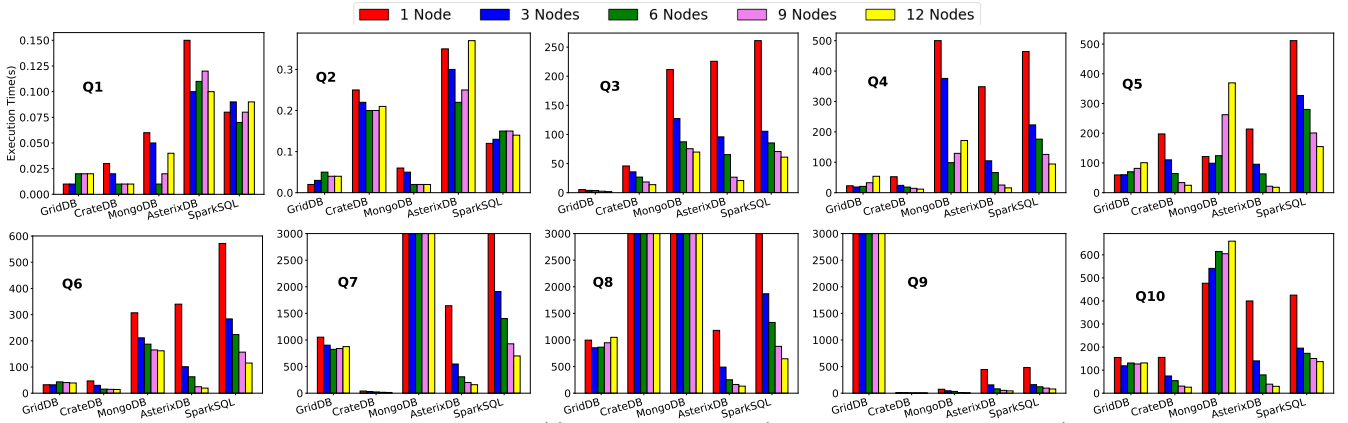 1 Node 3 Nodes 6 Nodes 9 Nodes 12 Nodes
Execution Time(s)
0.150
0.125
0.100
0.075
0.050
0.025
0.000
Q1
GridDB CrateDB MongoDB AsterixDB SparkSQL
0.3
0.2
0.1
0.0
Q2
GridDB CrateDB MongoDB AsterixDB SparkSQL
250
200
150
100
50
0
Q3
GridDB CrateDB MongoDB AsterixDB SparkSQL
500
400
300
200
100
0
Q4
GridDB CrateDB MongoDB AsterixDB SparkSQL
500
400
300
200
100
0
Q5
GridDB CrateDB MongoDB AsterixDB SparkSQL
600
500
400
300
200
100
0
Q6
GridDB CrateDB MongoDB AsterixDB SparkSQL
3000
2500
2000
1500
1000
500
0
Q7
GridDB CrateDB MongoDB AsterixDB SparkSQL
3000
2500
2000
1500
1000
500
0
Q8
GridDB CrateDB MongoDB AsterixDB SparkSQL
3000
2500
2000
1500
1000
500
0
Q9
GridDB CrateDB MongoDB AsterixDB SparkSQL
600
500
400
300
200
100
0
Q10
GridDB CrateDB MongoDB AsterixDB SparkSQL